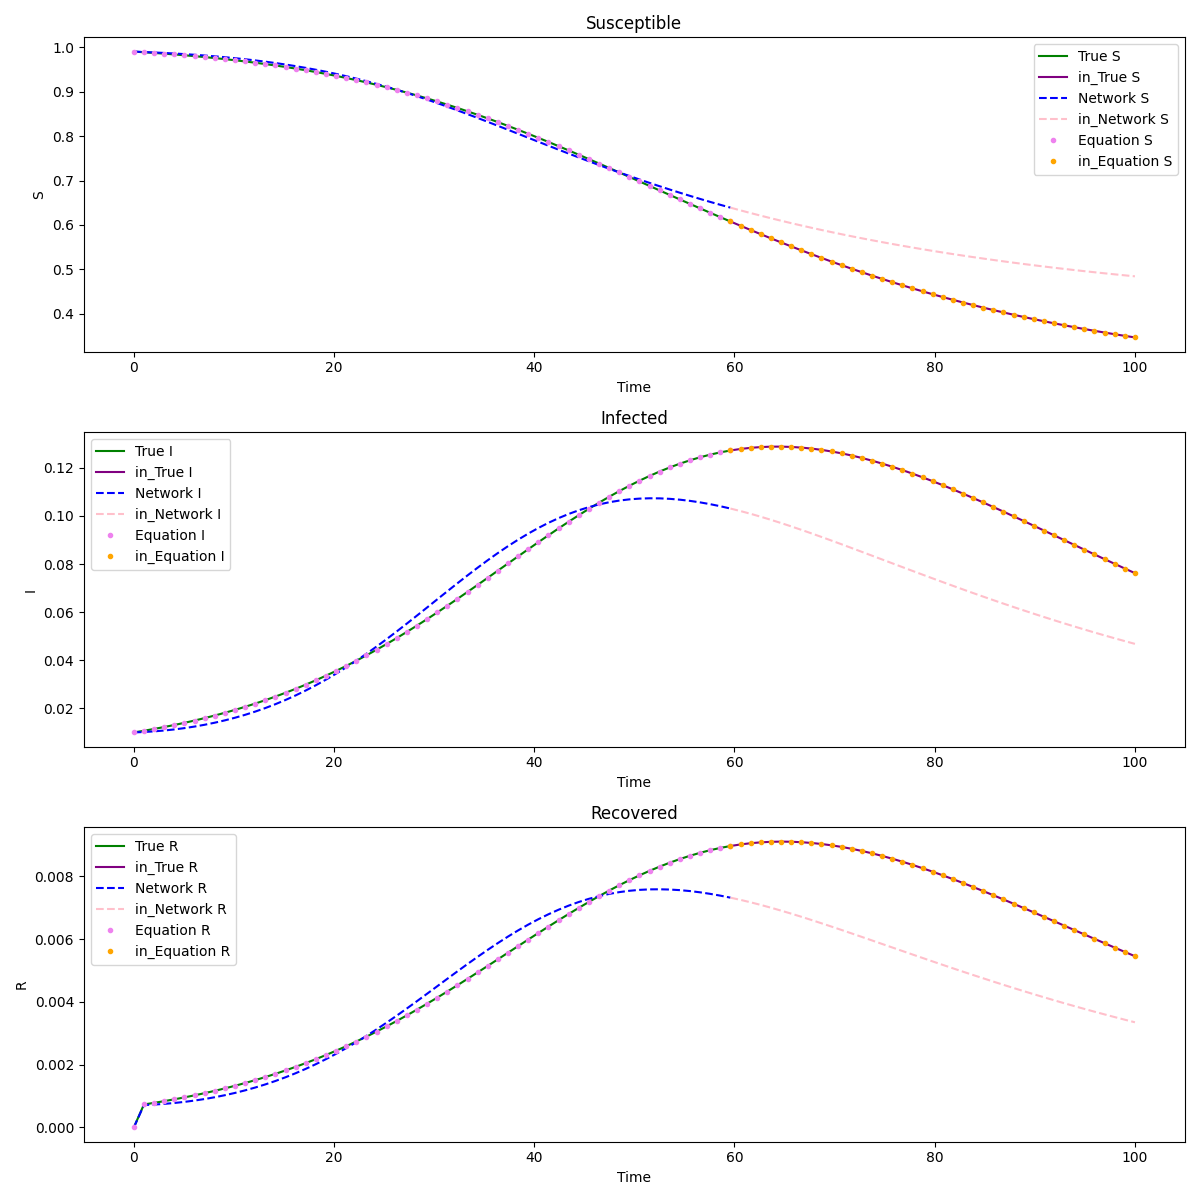 Susceptible
1.0
0.9
0.8
0.7
0.6
0.5
0.4
S
True S
in_True S
Network S
in_Network S
Equation S
in_Equation S
0 20 40 60 80 100
Time
Infected
0.12
0.10
0.08
0.06
0.04
0.02
I
True I
in_True I
Network I
in_Network I
Equation I
in_Equation I
0 20 40 60 80 100
Time
Recovered
0.008
0.006
0.004
0.002
0.000
R
True R
in_True R
Network R
in_Network R
Equation R
in_Equation R
0 20 40 60 80 100
Time